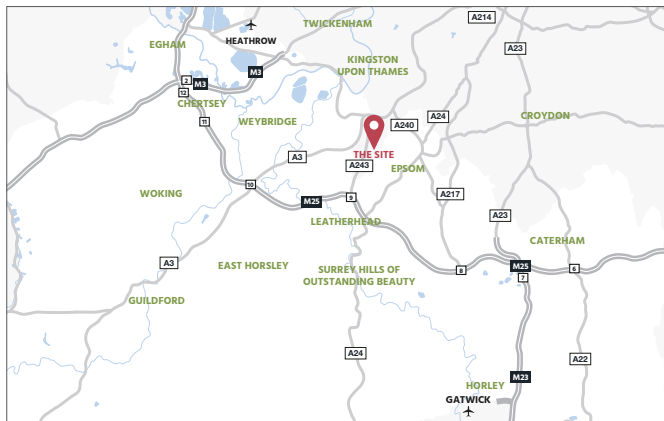 A214
TWICKENHAM
HEATHROW
EGHAM
A23
KINGSTON
UPON THAMES
M3
2
M3
12
CHERTSEY
A24
CROYDON
WEYBRIDGE
11
A240
A3
THE SITE
A243
EPSOM
10
WOKING
9
A217
M25
LEATHERHEAD
A23
CATERHAM
A3
EAST HORSLEY
SURREY HILLS OF
OUTSTANDING BEAUTY
8
M25
6
7
GUILDFORD
A24
A22
M23
HORLEY
GATWICK